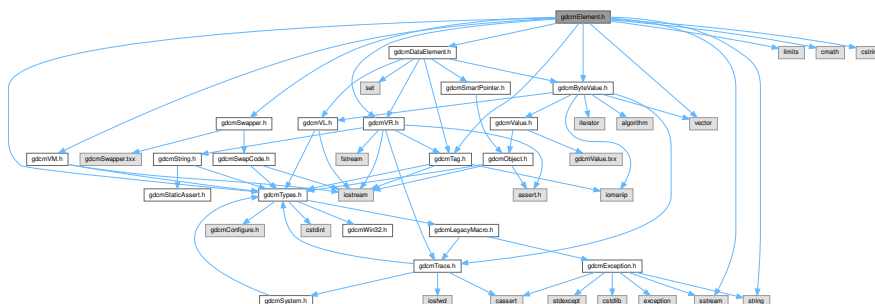 gdcmElement.h
gdcmDataElement.h
limits
cmath
cstring
set
gdcmSmartPointer.h
gdcmByteValue.h
gdcmSwapper.h
gdcmVL.h
gdcmVR.h
gdcmValue.h
iterator
algorithm
vector
gdcmVM.h
gdcmSwapper.txx
gdcmString.h
gdcmSwapCode.h
fstream
gdcmTag.h
gdcmObject.h
gdcmValue.txx
gdcmStaticAssert.h
gdcmTypes.h
iostream
assert.h
iomanip
gdcmConfigure.h
cstdint
gdcmWin32.h
gdcmLegacyMacro.h
gdcmTrace.h
gdcmException.h
gdcmSystem.h
iosfwd
cassert
stdexcept
cstdlib
exception
sstream
string